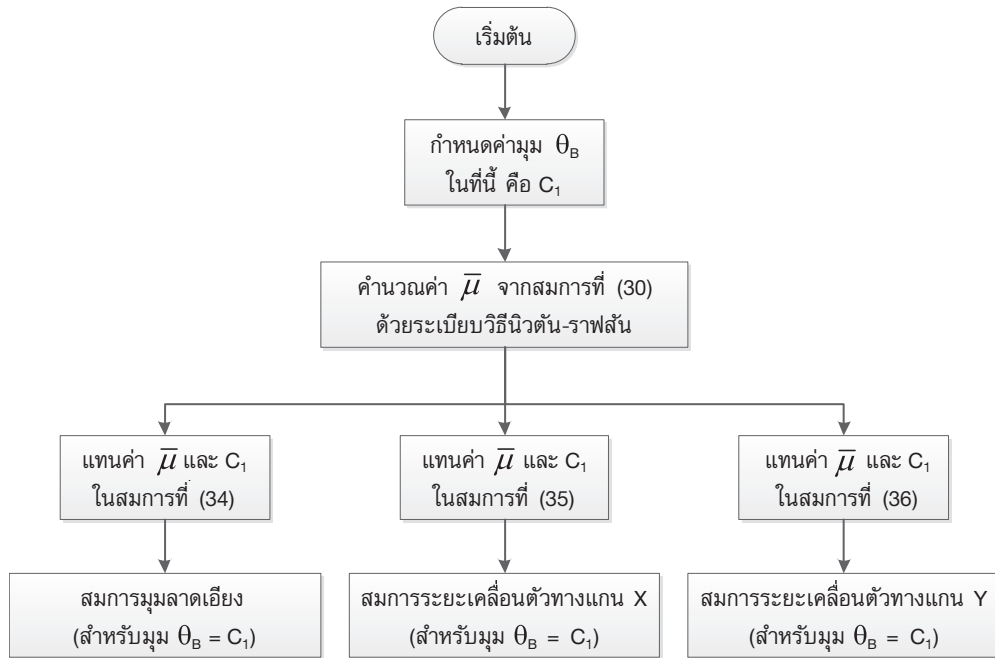 เริ่มต้น
กำหนดค่ามุม θ_B
ในที่นี้ คือ C₁
คำนวณค่า μ̅ จากสมการที่ (30)
ด้วยระเบียบวิธีนิวตัน-ราฟสัน
แทนค่า μ̅ และ C₁
ในสมการที่ (34)
แทนค่า μ̅ และ C₁
ในสมการที่ (35)
แทนค่า μ̅ และ C₁
ในสมการที่ (36)
สมการมุมลาดเอียง
(สำหรับมุม θ_B = C₁)
สมการระยะเคลื่อนตัวทางแกน X
(สำหรับมุม θ_B = C₁)
สมการระยะเคลื่อนตัวทางแกน Y
(สำหรับมุม θ_B = C₁)